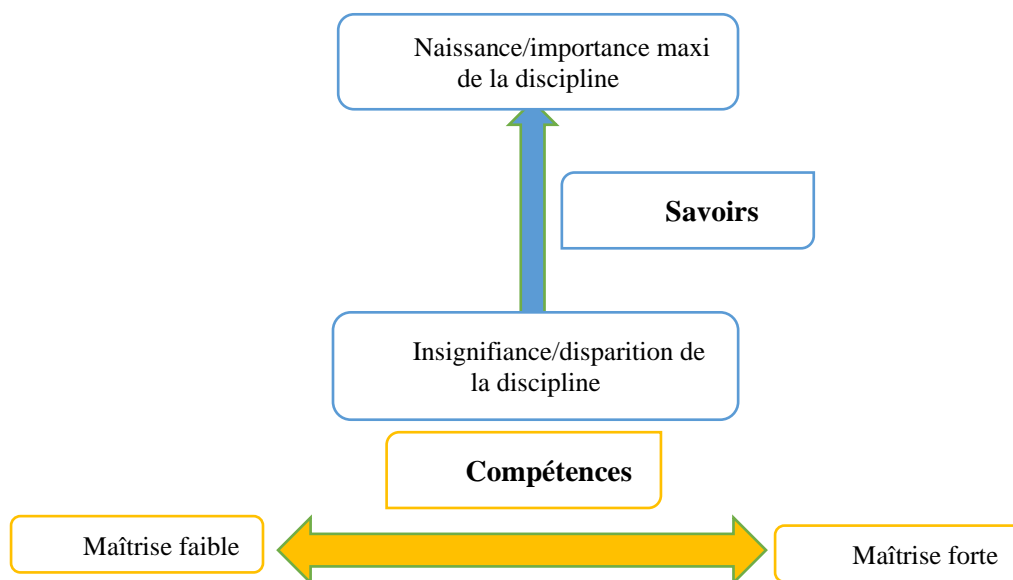 Naissance/importance maxi
de la discipline
Savoirs
Insignifiance/disparition de
la discipline
Compétences
Maîtrise faible
Maîtrise forte